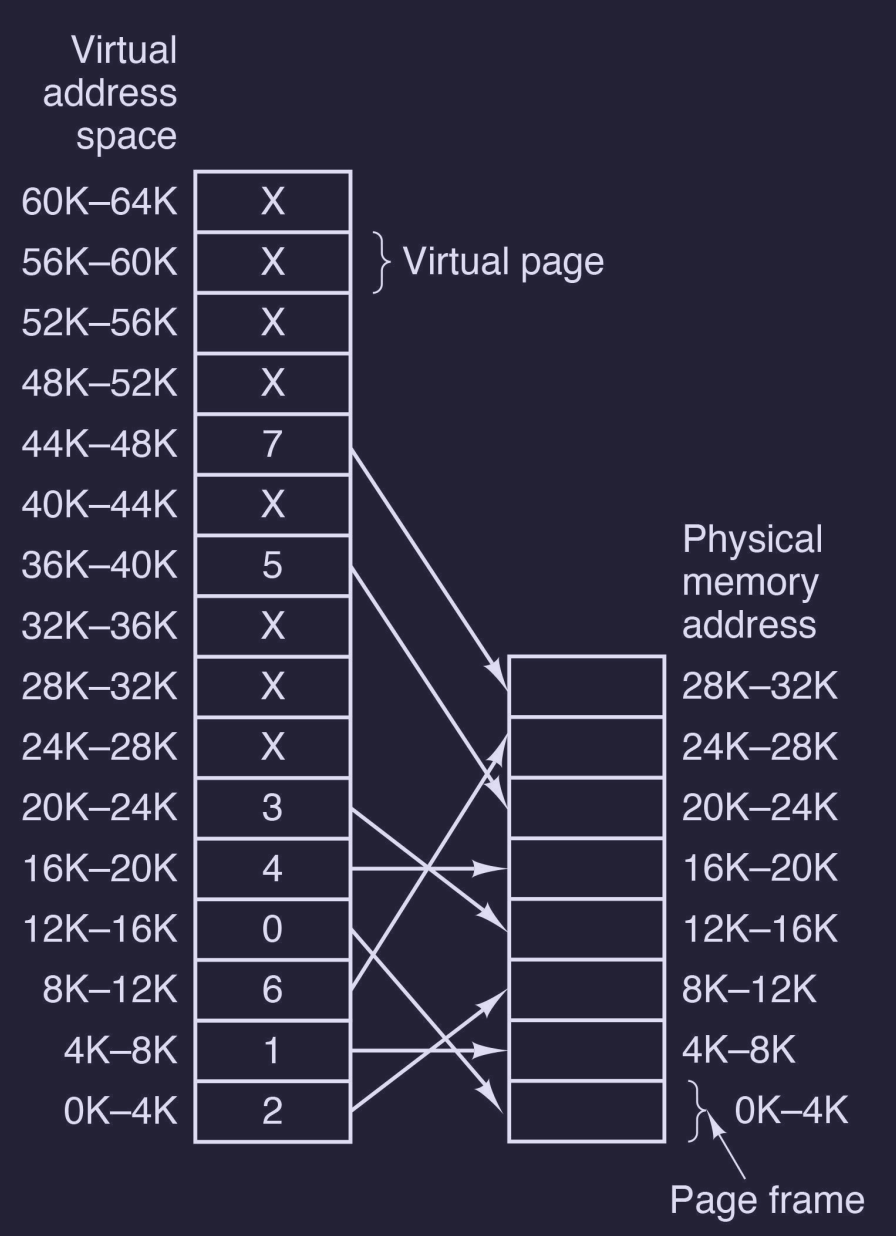 Virtual
address
space
60K–64K X
56K–60K X Virtual page
52K–56K X
48K–52K X
44K–48K 7
40K–44K X
36K–40K 5
32K–36K X
28K–32K X
24K–28K X
20K–24K 3
16K–20K 4
12K–16K 0
8K–12K 6
4K–8K 1
0K–4K 2
Physical
memory
address
28K–32K
24K–28K
20K–24K
16K–20K
12K–16K
8K–12K
4K–8K
0K–4K
Page frame